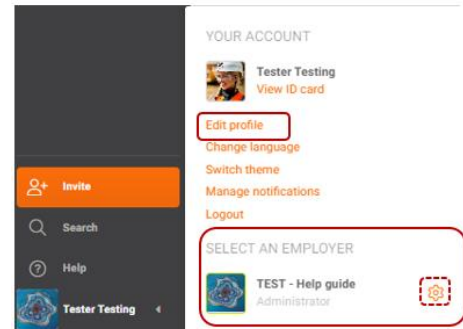 Invite
Search
Help
Tester Testing
YOUR ACCOUNT
Tester Testing
View ID card
Edit profile
Change language
Switch theme
Manage notifications
Logout
SELECT AN EMPLOYER
TEST - Help guide
Administrator